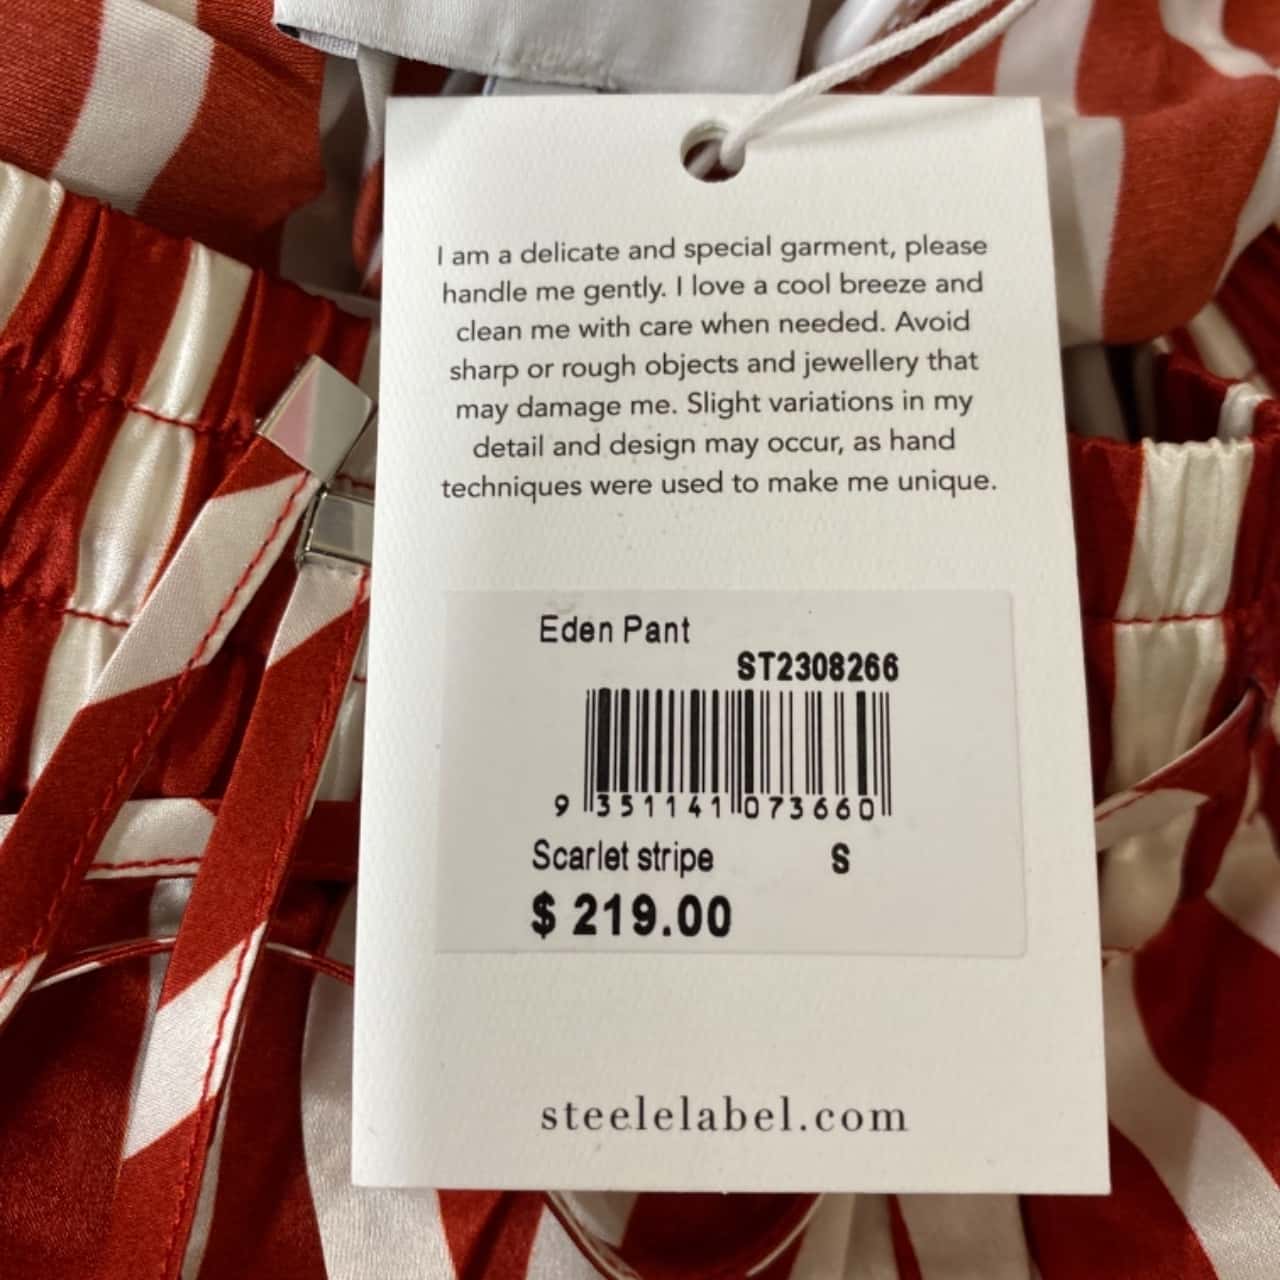 I am a delicate and special garment, please
handle me gently. I love a cool breeze and
clean me with care when needed. Avoid
sharp or rough objects and jewellery that
may damage me. Slight variations in my
detail and design may occur, as hand
techniques were used to make me unique.
Eden Pant
ST2308266
9 351141 073660
Scarlet stripe S
$ 219.00
steelelabel.com